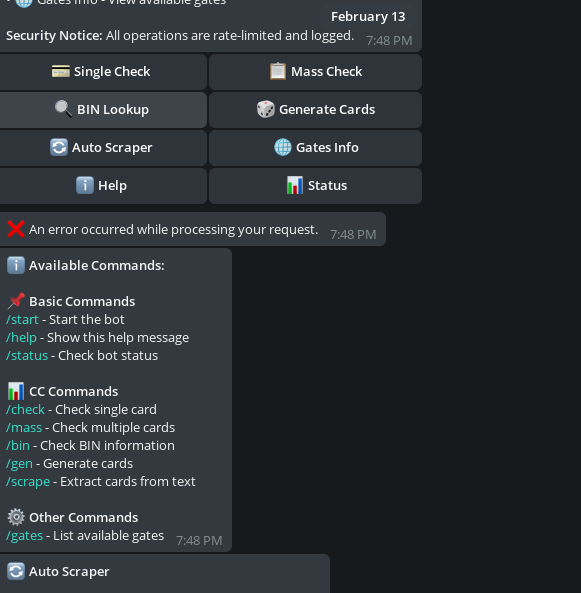 • 🌐 Gates Info - View available gates
February 13
Security Notice: All operations are rate-limited and logged. 7:48 PM
💳 Single Check
📋 Mass Check
🔍 BIN Lookup
🎲 Generate Cards
🔄 Auto Scraper
🌐 Gates Info
ℹ️ Help
📊 Status
❌ An error occurred while processing your request. 7:48 PM
ℹ️ Available Commands:
📌 Basic Commands
/start - Start the bot
/help - Show this help message
/status - Check bot status
📊 CC Commands
/check - Check single card
/mass - Check multiple cards
/bin - Check BIN information
/gen - Generate cards
/scrape - Extract cards from text
⚙️ Other Commands
/gates - List available gates 7:48 PM
🔄 Auto Scraper